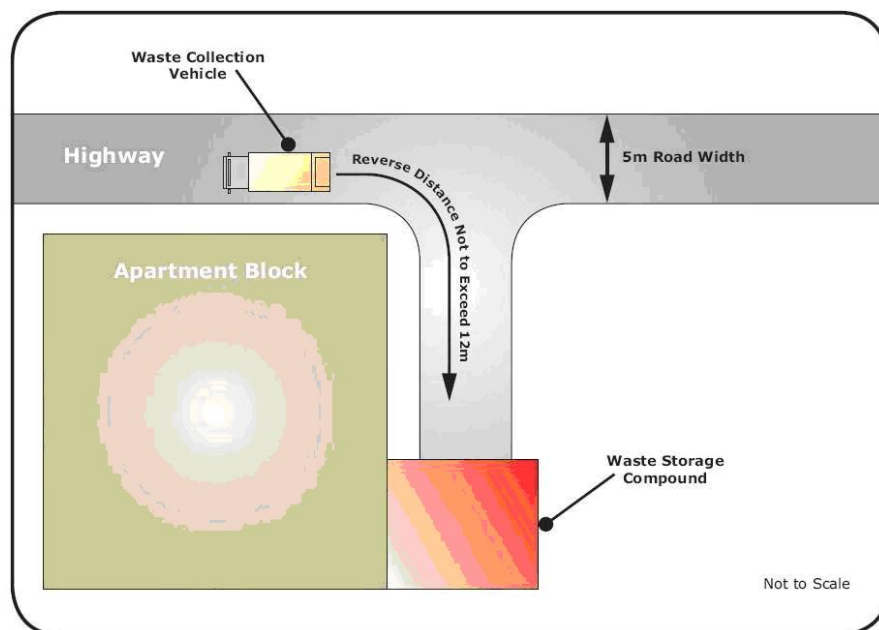 Waste Collection
Vehicle
Highway
Reverse Distance Not to Exceed 12m
5m Road Width
Apartment Block
Waste Storage
Compound
Not to Scale